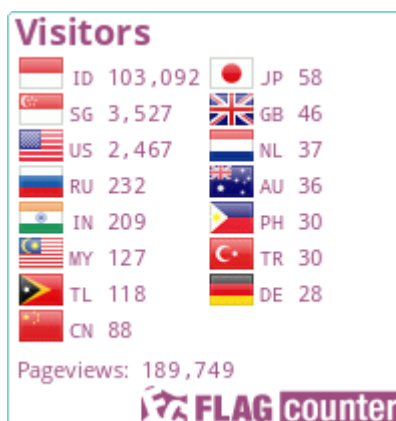 Visitors
ID 103,092
SG 3,527
US 2,467
RU 232
IN 209
MY 127
TL 118
CN 88
JP 58
GB 46
NL 37
AU 36
PH 30
TR 30
DE 28
Pageviews: 189,749
FLAG counter